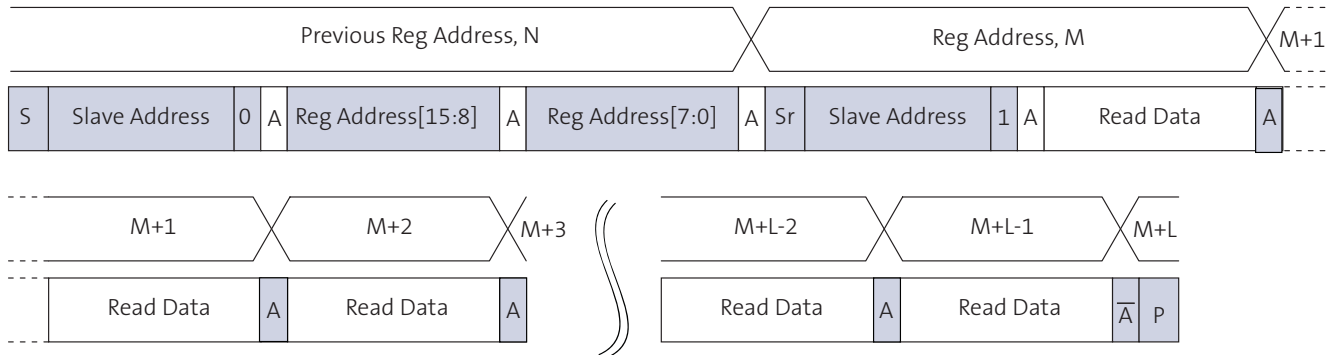 Previous Reg Address, N Reg Address, M M+1
S Slave Address 0 A Reg Address[15:8] A Reg Address[7:0] A Sr Slave Address 1 A Read Data A
M+1 M+2 M+3 M+L-2 M+L-1 M+L
Read Data A Read Data A Read Data A Read Data A̅ P